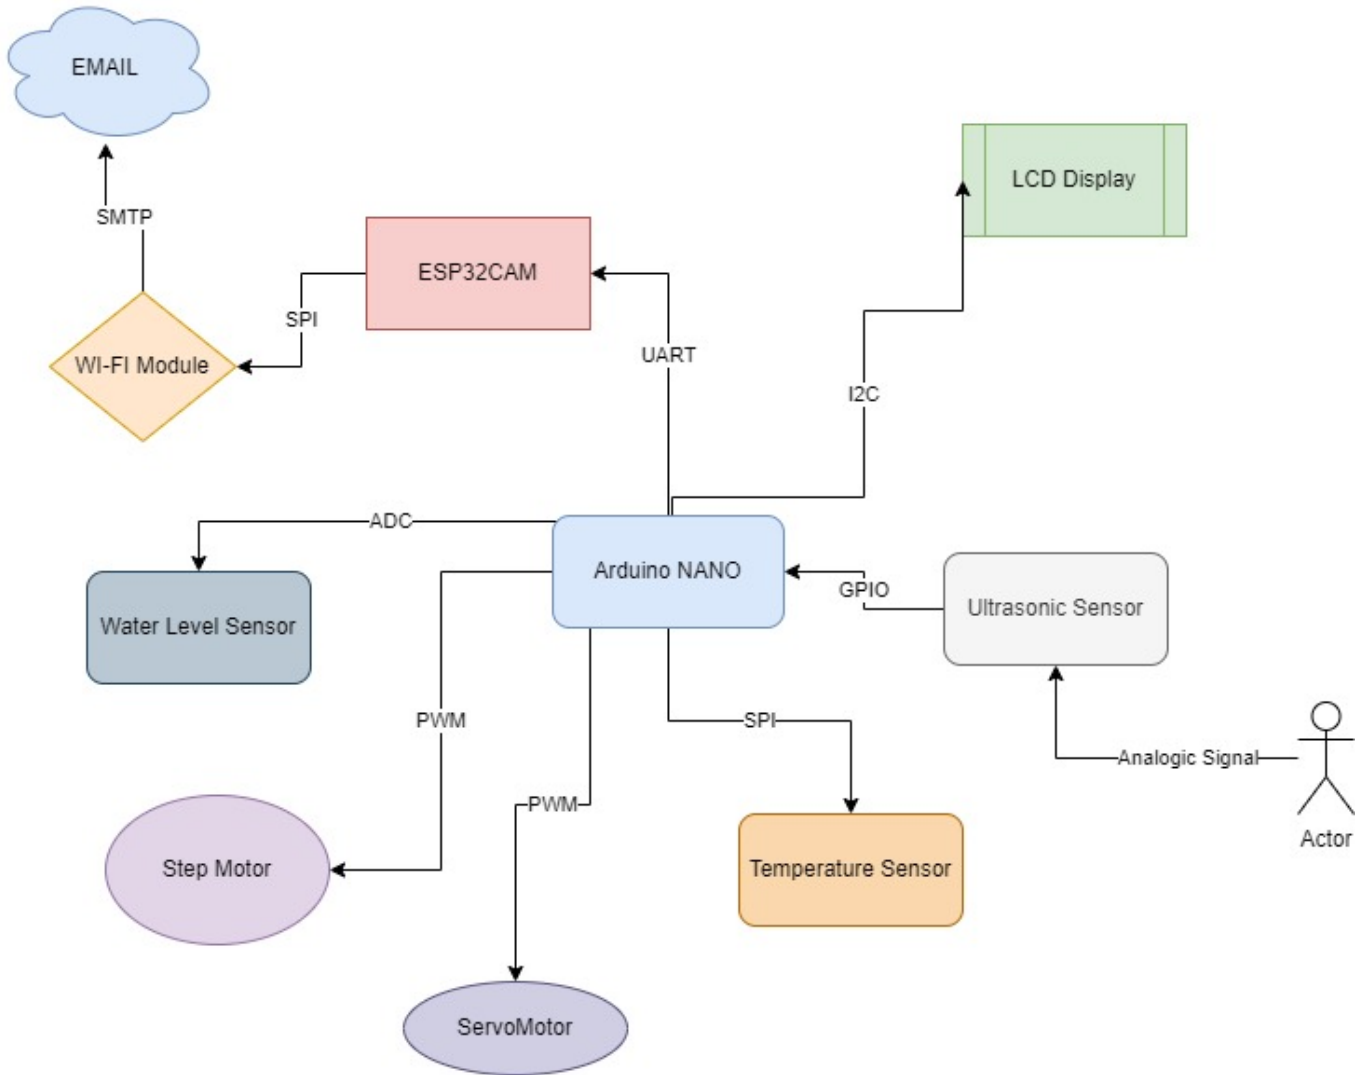 EMAIL
LCD Display
SMTP
ESP32CAM
SPI
UART
WI-FI Module
I2C
ADC
Arduino NANO
GPIO
Ultrasonic Sensor
Water Level Sensor
PWM
SPI
Analogic Signal
PWM
Actor
Step Motor
Temperature Sensor
ServoMotor